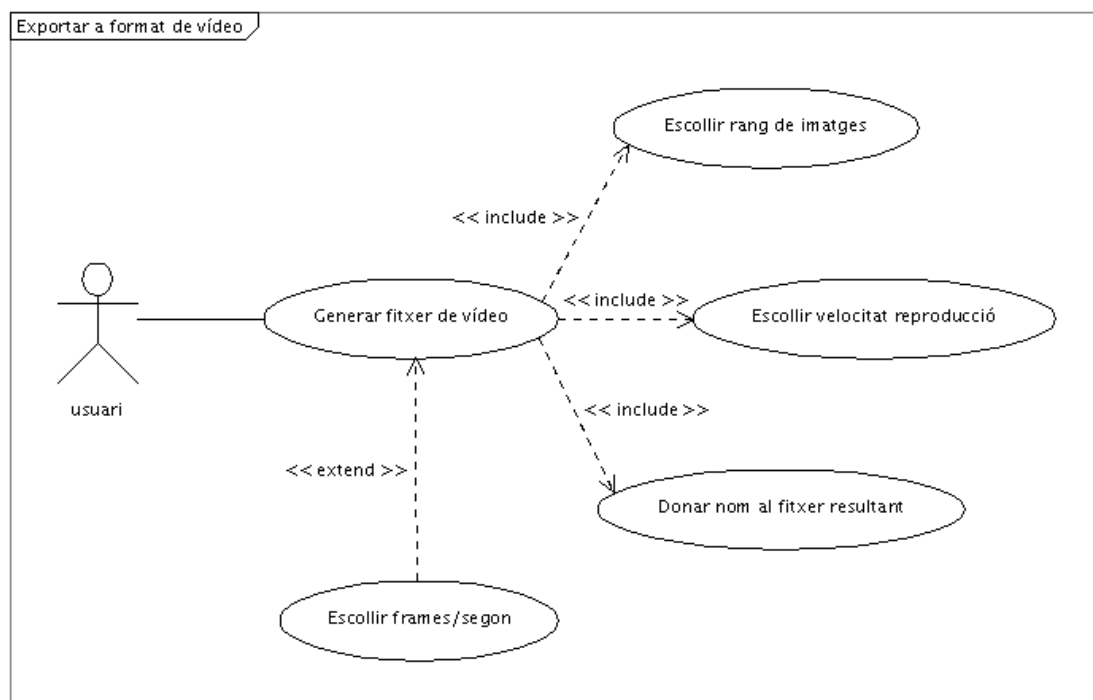 Exportar a format de vídeo
Escollir rang de imatges
<< include >>
<< include >>
Generar fitxer de vídeo
Escollir velocitat reproducció
usuari
<< include >>
<< extend >>
Donar nom al fitxer resultant
Escollir frames/segon